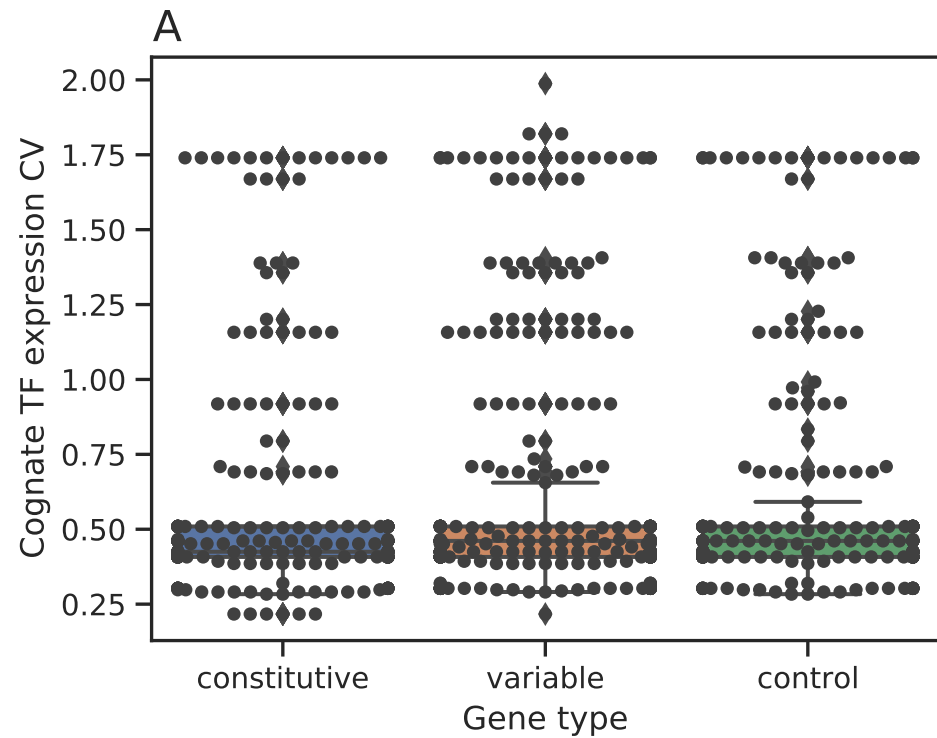 A
Cognate TF expression CV
2.00
1.75
1.50
1.25
1.00
0.75
0.50
0.25
constitutive
variable
control
Gene type